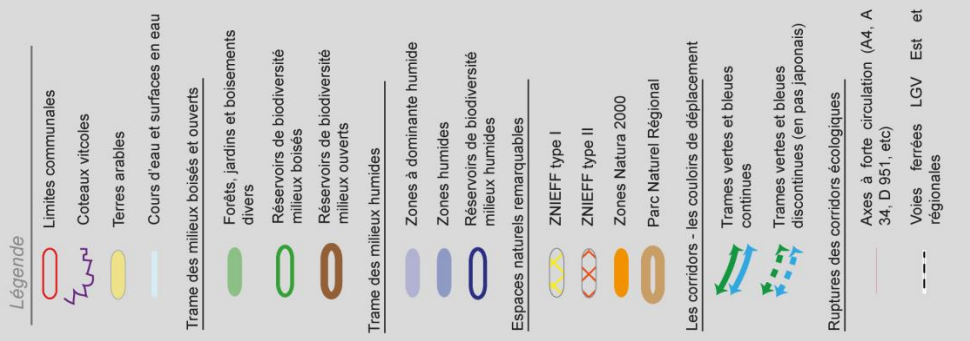 Légende
Limites communales
Coteaux viticoles
Terres arables
Cours d'eau et surfaces en eau
Trame des milieux boisés et ouverts
Forêts, jardins et boisements
divers
Réservoirs de biodiversité
milieux boisés
Réservoirs de biodiversité
milieux ouverts
Trame des milieux humides
Zones à dominante humide
Zones humides
Réservoirs de biodiversité
milieux humides
Espaces naturels remarquables
ZNIEFF type I
ZNIEFF type II
Zones Natura 2000
Parc Naturel Régional
Les corridors - les couloirs de déplacement
Trames vertes et bleues
continues
Trames vertes et bleues
discontinues (en pas japonais)
Ruptures des corridors écologiques
Axes à forte circulation (A4, A
34, D 951, etc)
Voies ferrées LGV Est et
régionales